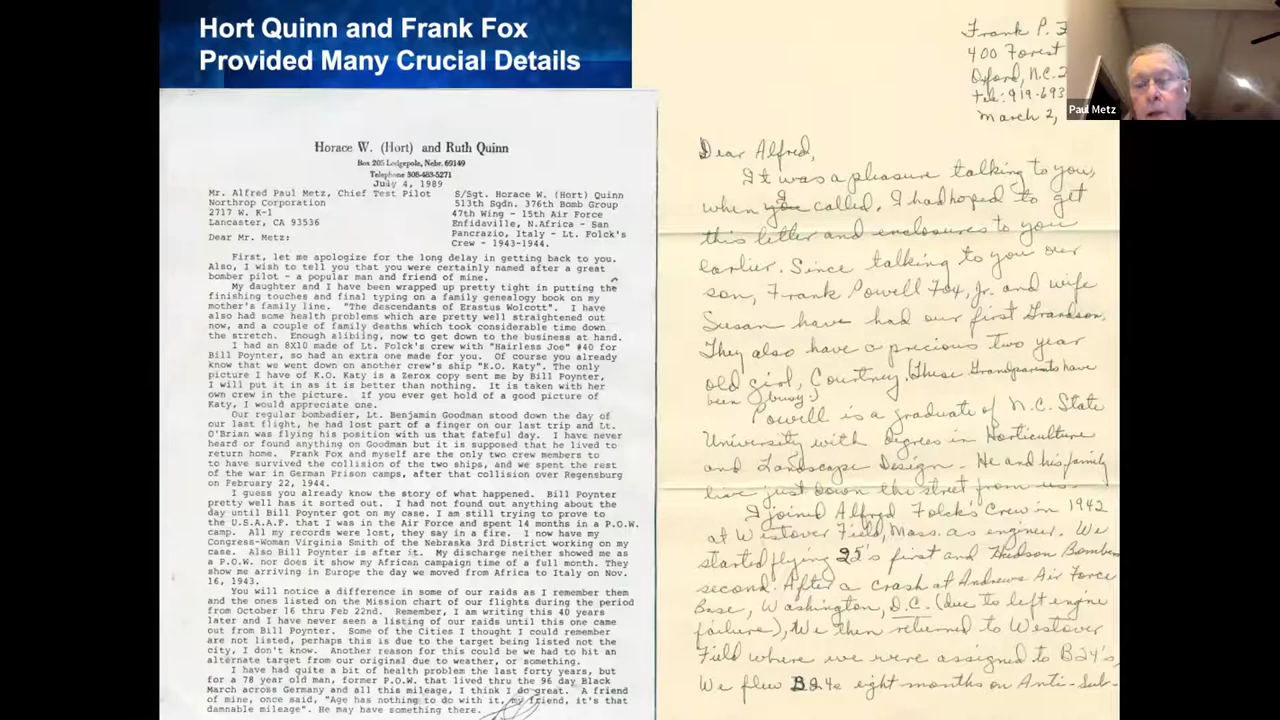 Hort Quinn and Frank Fox
Provided Many Crucial Details
Horace W. (Hort) and Ruth Quinn
Box 205 Lodgepole, Nebr. 69149
Telephone 308-483-5271
July 4, 1989
Mr. Alfred Paul Metz, Chief Test Pilot
Northrop Corporation
2717 W. K-1
Lancaster, CA 93536
S/Sgt. Horace W. (Hort) Quinn
513th Sqdn. 376th Bomb Group
47th Wing - 15th Air Force
Enfidaville, N.Africa - San
Pancrazio, Italy - Lt. Folck's
Crew - 1943-1944.
Dear Mr. Metz:
First, let me apologize for the long delay in getting back to you.
Also, I wish to tell you that you were certainly named after a great
bomber pilot - a popular man and friend of mine.
My daughter and I have been wrapped up pretty tight in putting the
finishing touches and final typing on a family genealogy book on my
mother's family line. "The descendants of Erastus Wolcott". I have
also had some health problems which are pretty well straightened out
now, and a couple of family deaths which took considerable time down
the stretch. Enough alibiing, now to get down to the business at hand.
I had an 8X10 made of Lt. Folck's crew with "Hairless Joe" #40 for
Bill Poynter, so had an extra one made for you. Of course you already
know that we went down on another crew's ship "K.O. Katy". The only
picture I have of K.O. Katy is a Zerox copy sent me by Bill Poynter,
I will put it in as it is better than nothing. It is taken with her
own crew in the picture. If you ever get hold of a good picture of
Katy, I would appreciate one.
Our regular bombadier, Lt. Benjamin Goodman stood down the day of
our last flight, he had lost part of a finger on our last trip and Lt.
O'Brian was flying his position with us that fateful day. I have never
heard or found anything on Goodman but it is supposed that he lived to
return home. Frank Fox and myself are the only two crew members to
to have survived the collision of the two ships, and we spent the rest
of the war in German Prison camps, after that collision over Regensburg
on February 22, 1944.
I guess you already know the story of what happened. Bill Poynter
pretty well has it sorted out. I had not found out anything about the
day until Bill Poynter got on my case. I am still trying to prove to
the U.S.A.A.F. that I was in the Air Force and spent 14 months in a P.O.W.
camp. All my records were lost, they say in a fire. I now have my
Congress-Woman Virginia Smith of the Nebraska 3rd District working on my
case. Also Bill Poynter is after it. My discharge neither showed me as
a P.O.W. nor does it show my African campaign time of a full month. They
show me arriving in Europe the day we moved from Africa to Italy on Nov.
16, 1943.
You will notice a difference in some of our raids as I remember them
and the ones listed on the Mission chart of our flights during the period
from October 16 thru Feb 22nd. Remember, I am writing this 40 years
later and I have never seen a listing of our raids until this one came
out from Bill Poynter. Some of the Cities I thought I could remember
are not listed, perhaps this is due to the target being listed not the
city, I don't know. Another reason for this could be we had to hit an
alternate target from our original due to weather, or something.
I have had quite a bit of health problem the last forty years, but
for a 78 year old man, former P.O.W. that lived thru the 96 day Black
March across Germany and all this mileage, I think I do great. A friend
of mine, once said, "Age has nothing to do with it, my friend, it's that
damnable mileage". He may have something there.
Frank P. F
400 Forest
Oxford, N.C. 2
Tel: 919-693
March 2,
Dear Alfred,
It was a pleasure talking to you,
when you I called. I had hoped to get
this letter and enclosures to you
earlier. Since talking to you our
son, Frank Powell Fox, Jr. and wife
Susan have had our first Grandson.
They also have a precious two year
old girl, Courtney. (These Grandparents have
been busy.)
Powell is a graduate of N.C. State
University with degrees in Horticulture
and Landscape Design - He and his family
live just down the street from us.
I joined Alfred Folck's Crew in 1942
at Westover Field, Mass. as engineer. We
started flying 25's first and Hudson Bombers
second. After a crash at Andrews Air Force
Base, Washington, D.C. (due to left engine
failure), We then returned to Westover
Field where we were assigned to B24's.
We flew B24s eight months on Anti-Sub-
Paul Metz